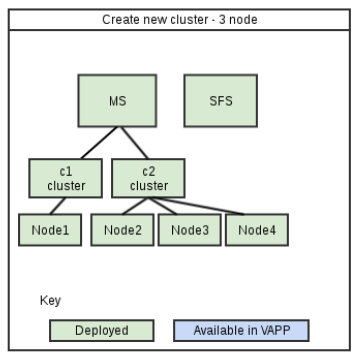 Create new cluster - 3 node
MS
SFS
c1
cluster
c2
cluster
Node1
Node2
Node3
Node4
Key
Deployed
Available in VAPP